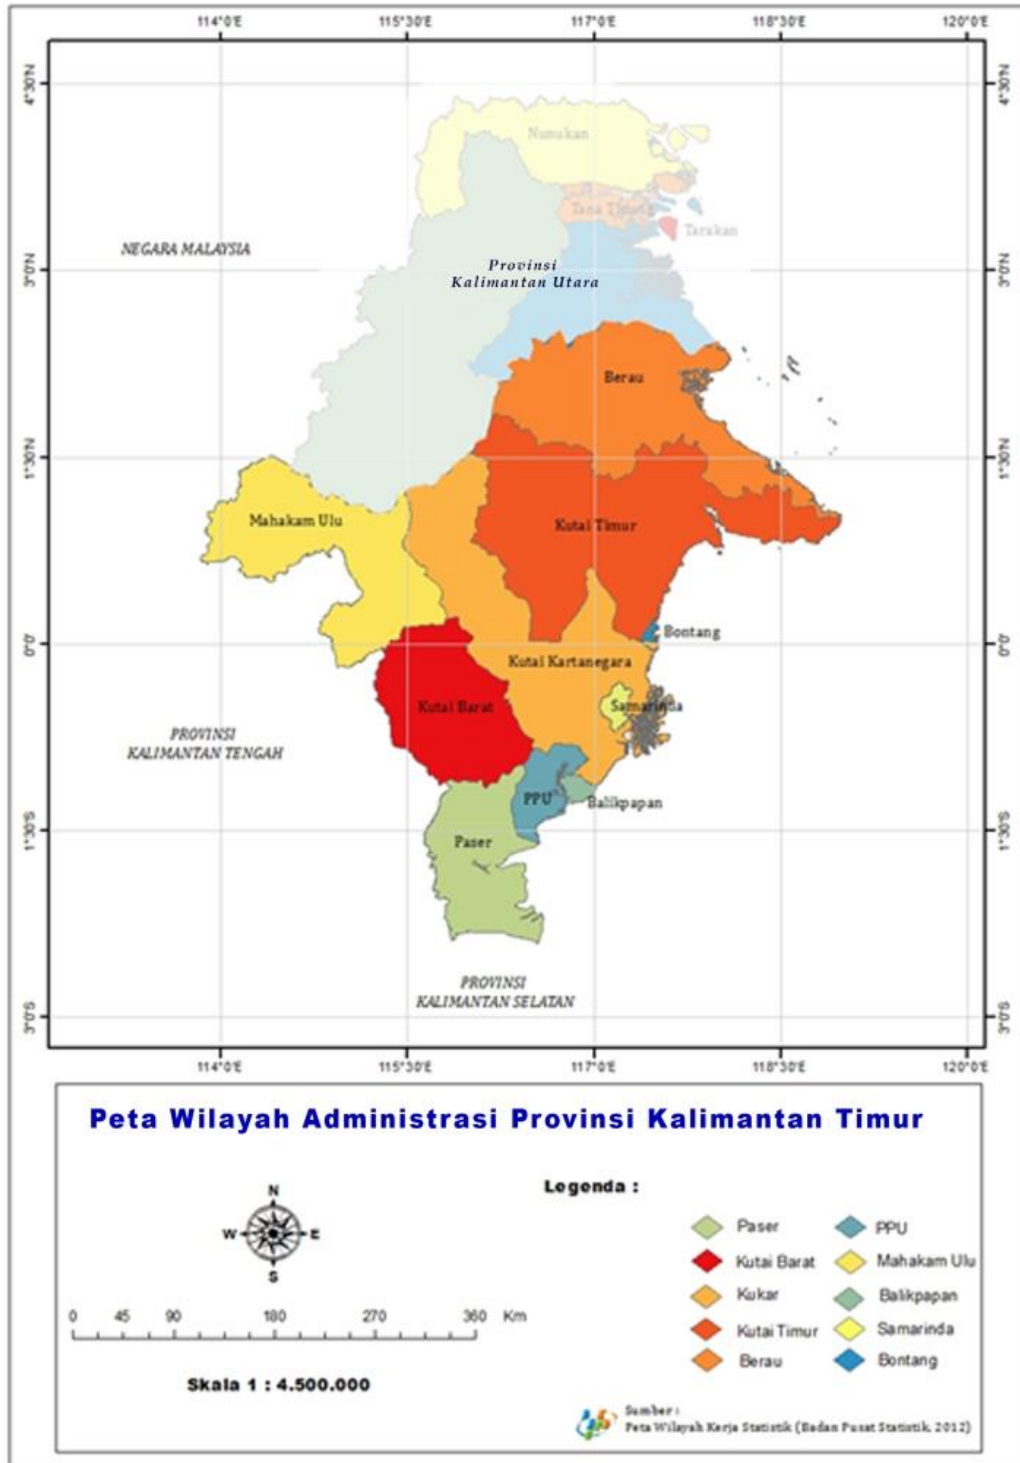 114°0'E 115°30'E 117°0'E 118°30'E 120°0'E
4°30'N 4°30'N
Nunukan
Tana Tidung
Tarakan
NEGARA MALAYSIA
3°0'N 3°0'N
Provinsi
Kalimantan Utara
Berau
1°30'N 1°30'N
Mahakam Ulu
Kutai Timur
Bontang
0°0' 0°0'
Kutai Kartanegara
Kutai Barat
Samarinda
PROVINSI
KALIMANTAN TENGAH
PPU
Balikpapan
1°30'S 1°30'S
Paser
PROVINSI
KALIMANTAN SELATAN
3°0'S 3°0'S
114°0'E 115°30'E 117°0'E 118°30'E 120°0'E
Peta Wilayah Administrasi Provinsi Kalimantan Timur
N
W E
S
0 45 90 180 270 360 Km
Skala 1 : 4.500.000
Legenda :
Paser PPU
Kutai Barat Mahakam Ulu
Kukar Balikpapan
Kutai Timur Samarinda
Berau Bontang
Sumber :
Peta Wilayah Kerja Statistik (Badan Pusat Statistik, 2012)